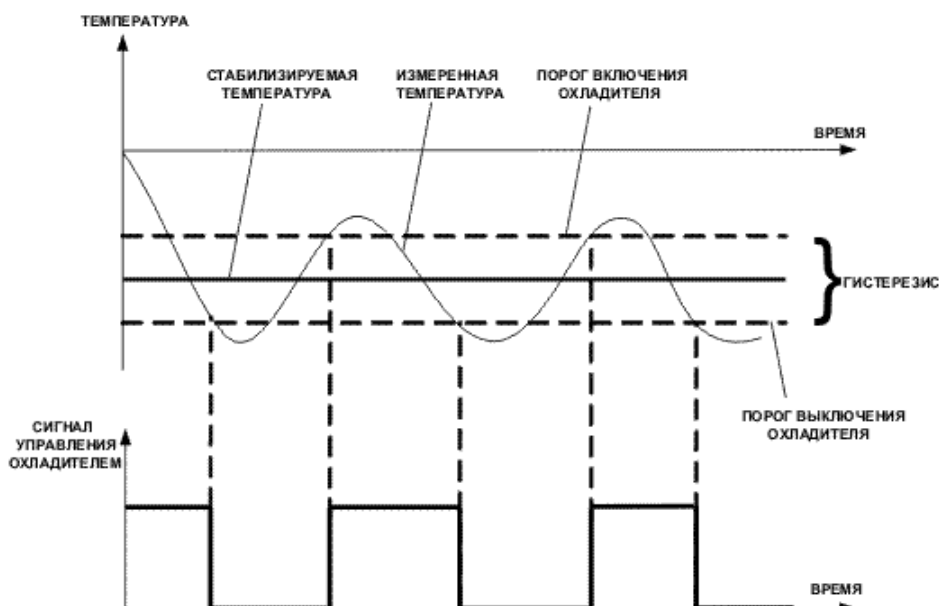 ТЕМПЕРАТУРА
СТАБИЛИЗИРУЕМАЯ
ТЕМПЕРАТУРА
ИЗМЕРЕННАЯ
ТЕМПЕРАТУРА
ПОРОГ ВКЛЮЧЕНИЯ
ОХЛАДИТЕЛЯ
ВРЕМЯ
ГИСТЕРЕЗИС
ПОРОГ ВЫКЛЮЧЕНИЯ
ОХЛАДИТЕЛЯ
СИГНАЛ
УПРАВЛЕНИЯ
ОХЛАДИТЕЛЕМ
ВРЕМЯ